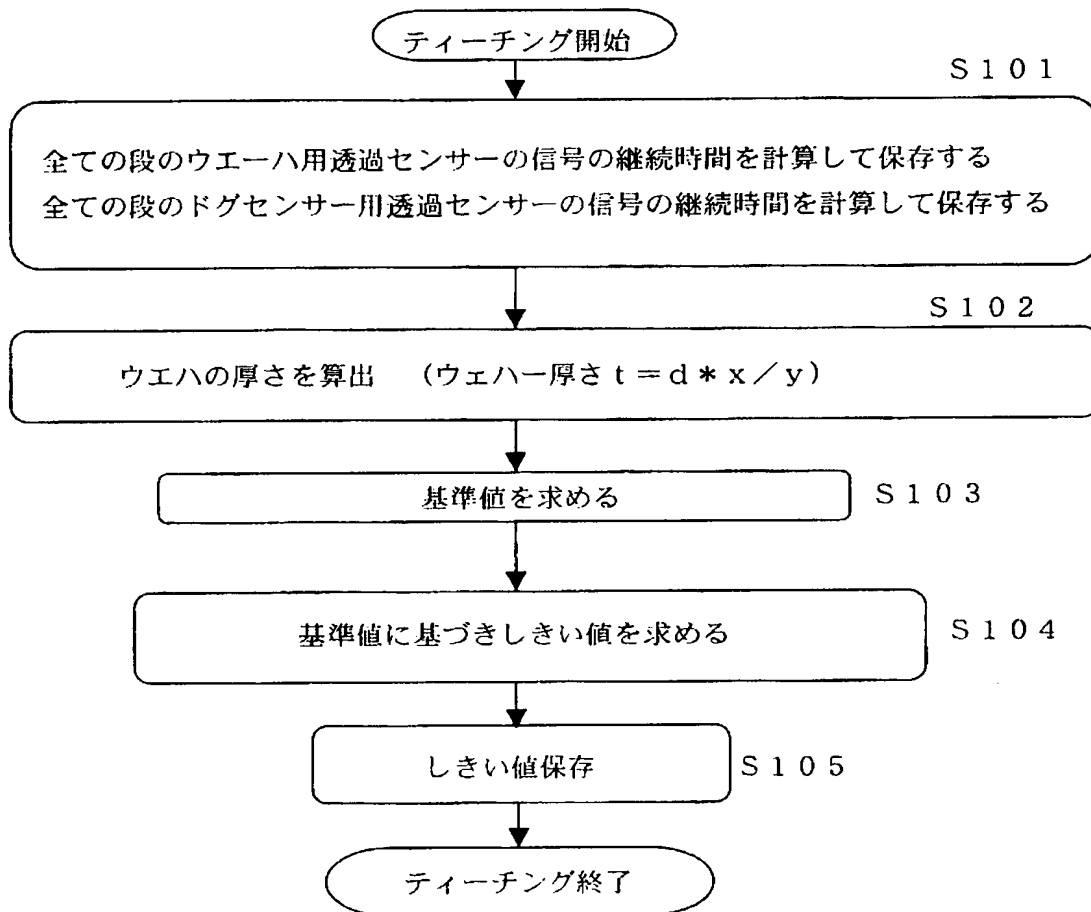 ティーチング開始
S101
全ての段のウエーハ用透過センサーの信号の継続時間を計算して保存する
全ての段のドグセンサー用透過センサーの信号の継続時間を計算して保存する
S102
ウエハの厚さを算出　(ウェハー厚さt=d*x/y)
基準値を求める
S103
基準値に基づきしきい値を求める
S104
しきい値保存
S105
ティーチング終了